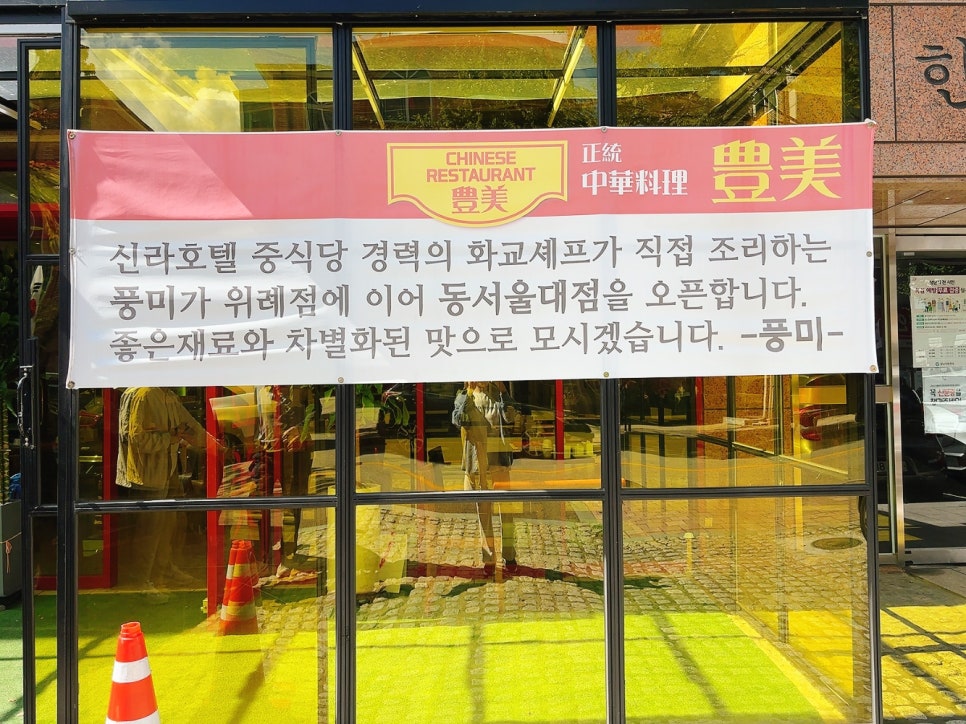 한
CHINESE
RESTAURANT
豊美
正統
中華料理
豊美
신라호텔 중식당 경력의 화교셰프가 직접 조리하는
풍미가 위례점에 이어 동서울대점을 오픈합니다.
좋은재료와 차별화된 맛으로 모시겠습니다. -풍미-